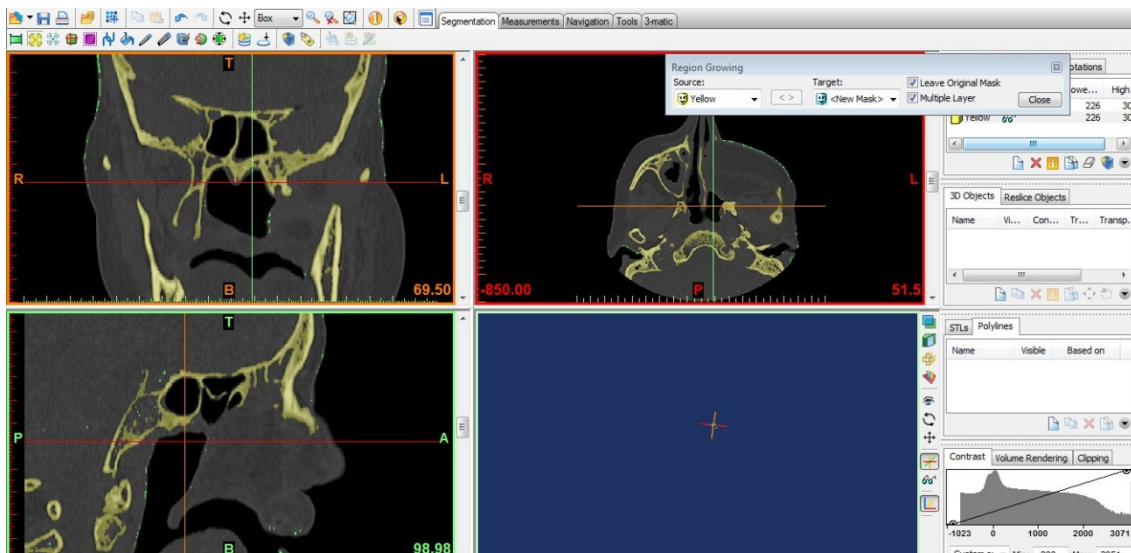 Box
Segmentation Measurements Navigation Tools 3-matic
T
R
L
B
69.50
R
L
P
-850.00
51.5
Region Growing
Source:
Target:
Yellow
< >
<New Mask>
Leave Original Mask
Multiple Layer
Close
High
226
Yellow
226
3D Objects Reslice Objects
Name Vi... Con... Tr... Transp.
T
P
A
B
98.98
STLs Polylines
Name Visible Based on
Contrast Volume Rendering Clipping
-1023 0 1000 2000 3071